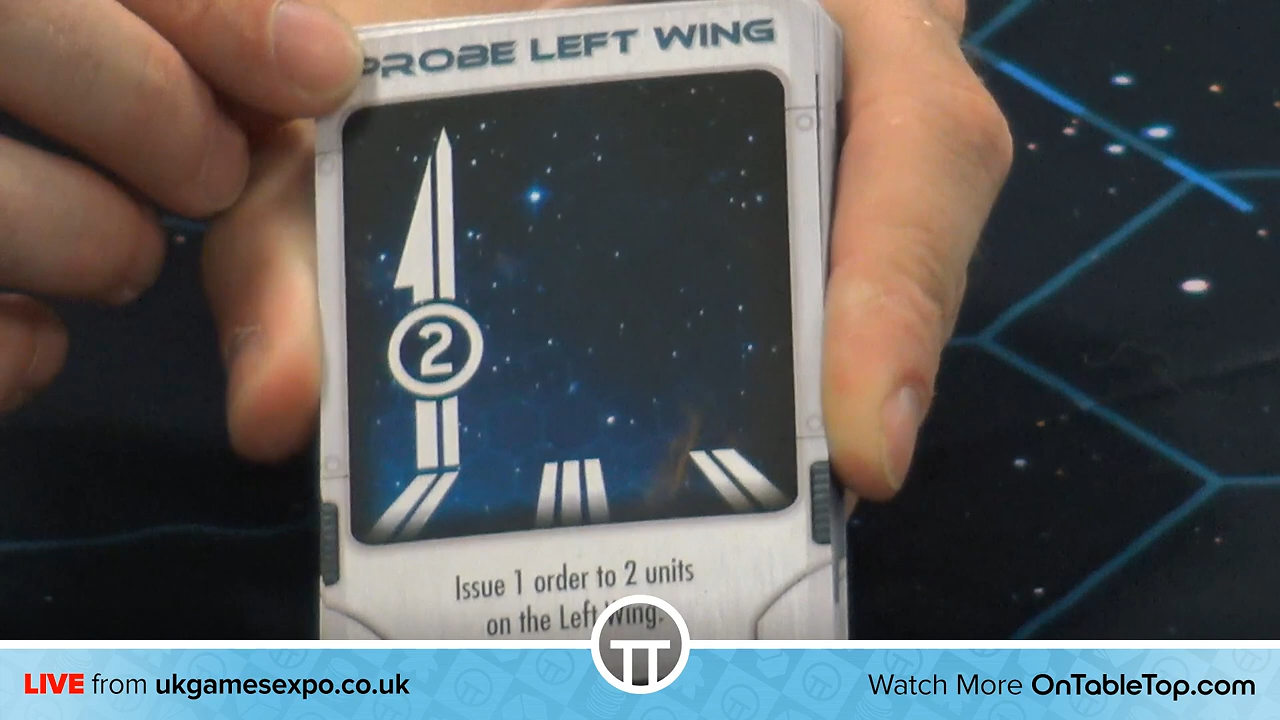 PROBE LEFT WING
2
Issue 1 order to 2 units
on the Left Wing.
LIVE from ukgamesexpo.co.uk
Watch More OnTableTop.com